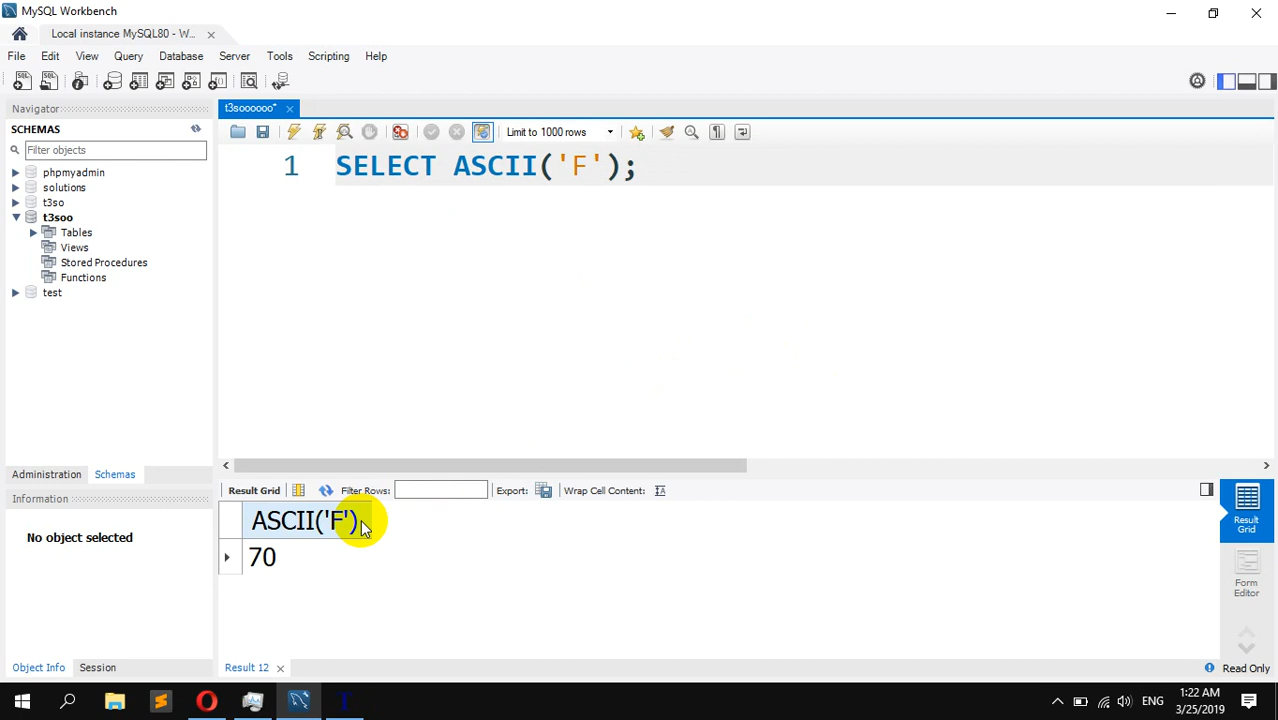 MySQL Workbench
Local instance MySQL80 - W...
File Edit View Query Database Server Tools Scripting Help
Navigator
SCHEMAS
Filter objects
phpmyadmin
solutions
t3so
t3soo
Tables
Views
Stored Procedures
Functions
test
Administration Schemas
Information
No object selected
Object Info Session
t3soooooo*
Limit to 1000 rows
1 SELECT ASCII('F');
Result Grid Filter Rows: Export: Wrap Cell Content:
ASCII('F')
70
Result Grid
Form Editor
Result 12
Read Only
ENG
1:22 AM
3/25/2019